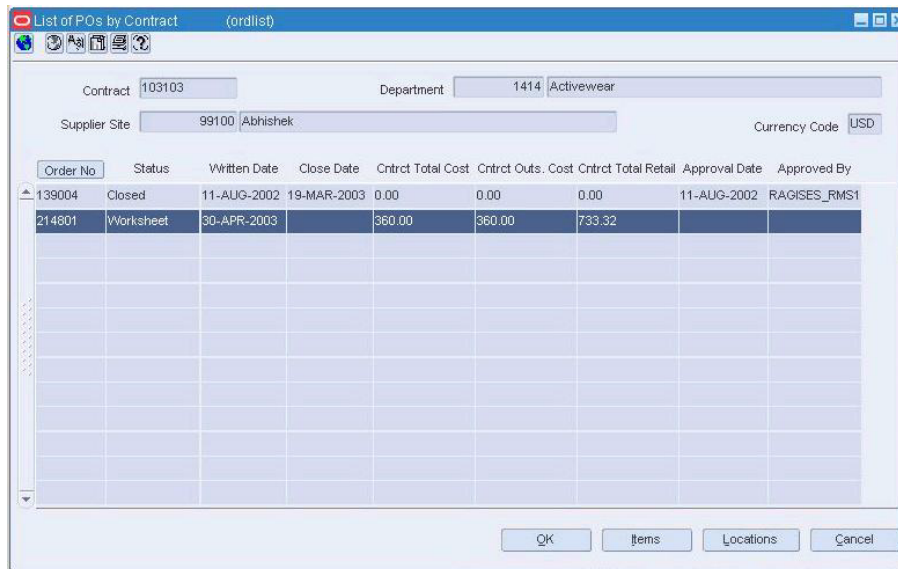 List of POs by Contract (ordlist)
Contract 103103 Department 1414 Activewear
Supplier Site 99100 Abhishek Currency Code USD
Order No Status Written Date Close Date Cntrct Total Cost Cntrct Outs. Cost Cntrct Total Retail Approval Date Approved By
139004 Closed 11-AUG-2002 19-MAR-2003 0.00 0.00 0.00 11-AUG-2002 RAGISES_RMS1
214801 Worksheet 30-APR-2003 360.00 360.00 733.32
OK Items Locations Cancel